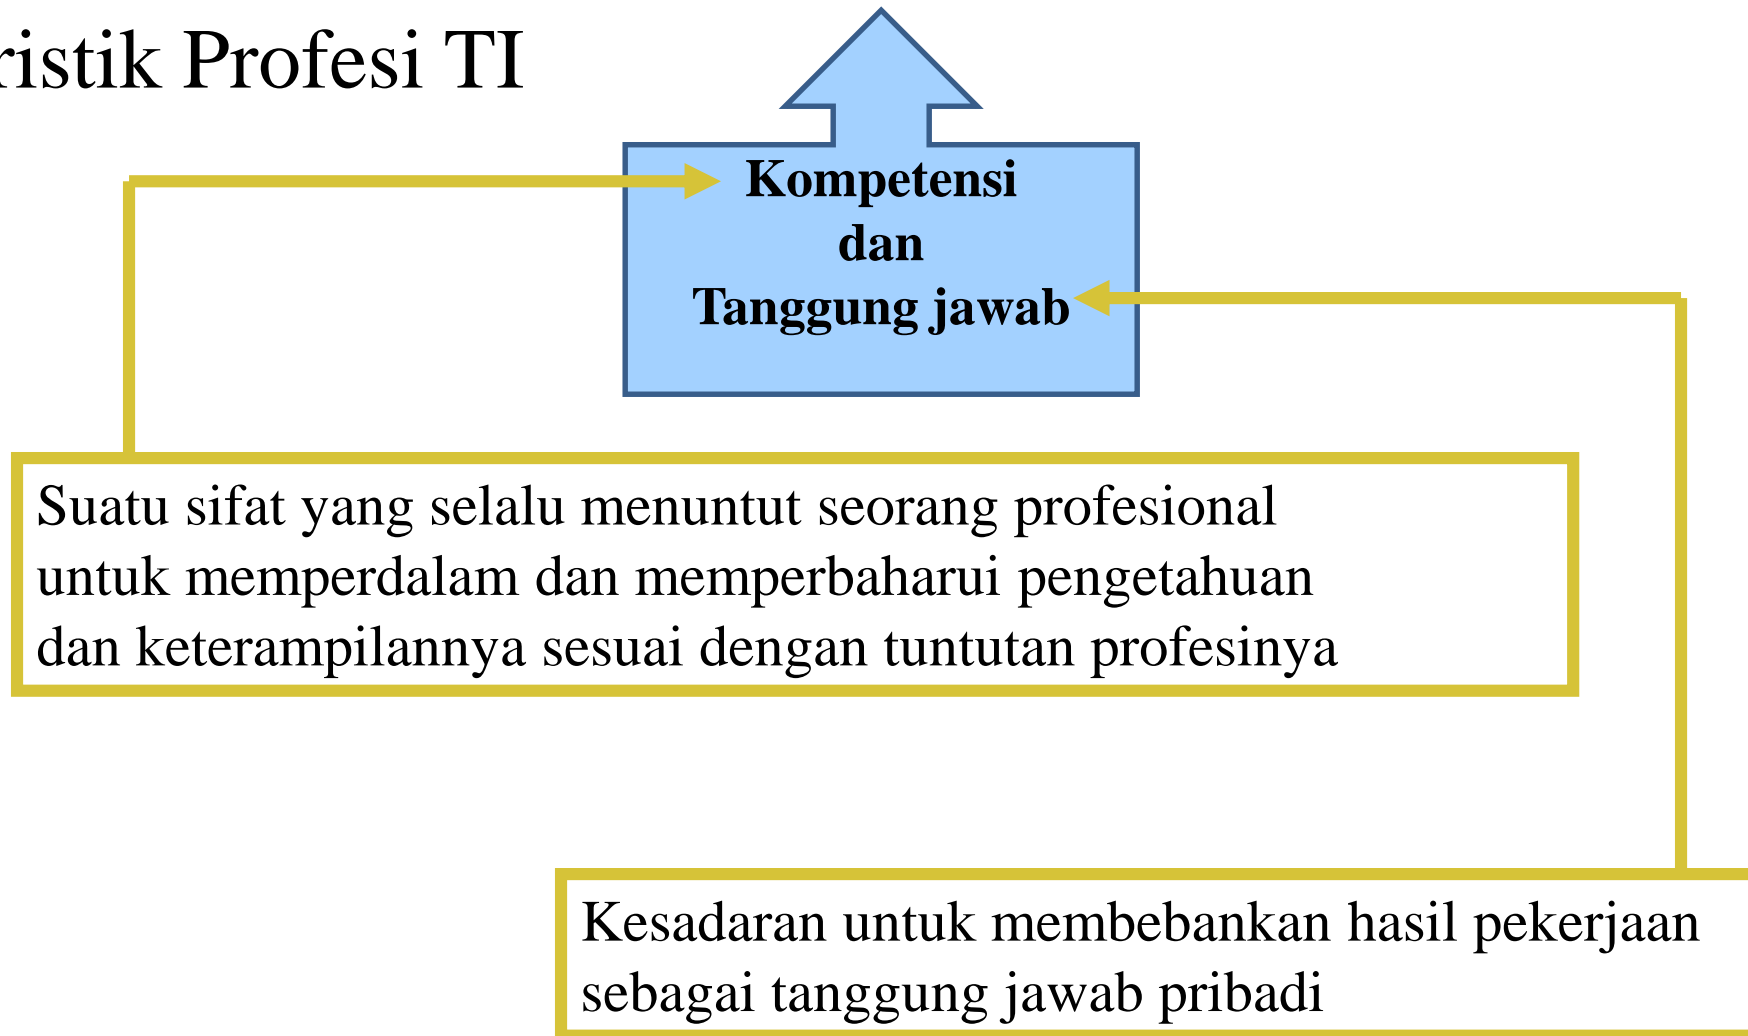 ristik Profesi TI
Kompetensi
dan
Tanggung jawab
Suatu sifat yang selalu menuntut seorang profesional
untuk memperdalam dan memperbaharui pengetahuan
dan keterampilannya sesuai dengan tuntutan profesinya
Kesadaran untuk membebankan hasil pekerjaan
sebagai tanggung jawab pribadi